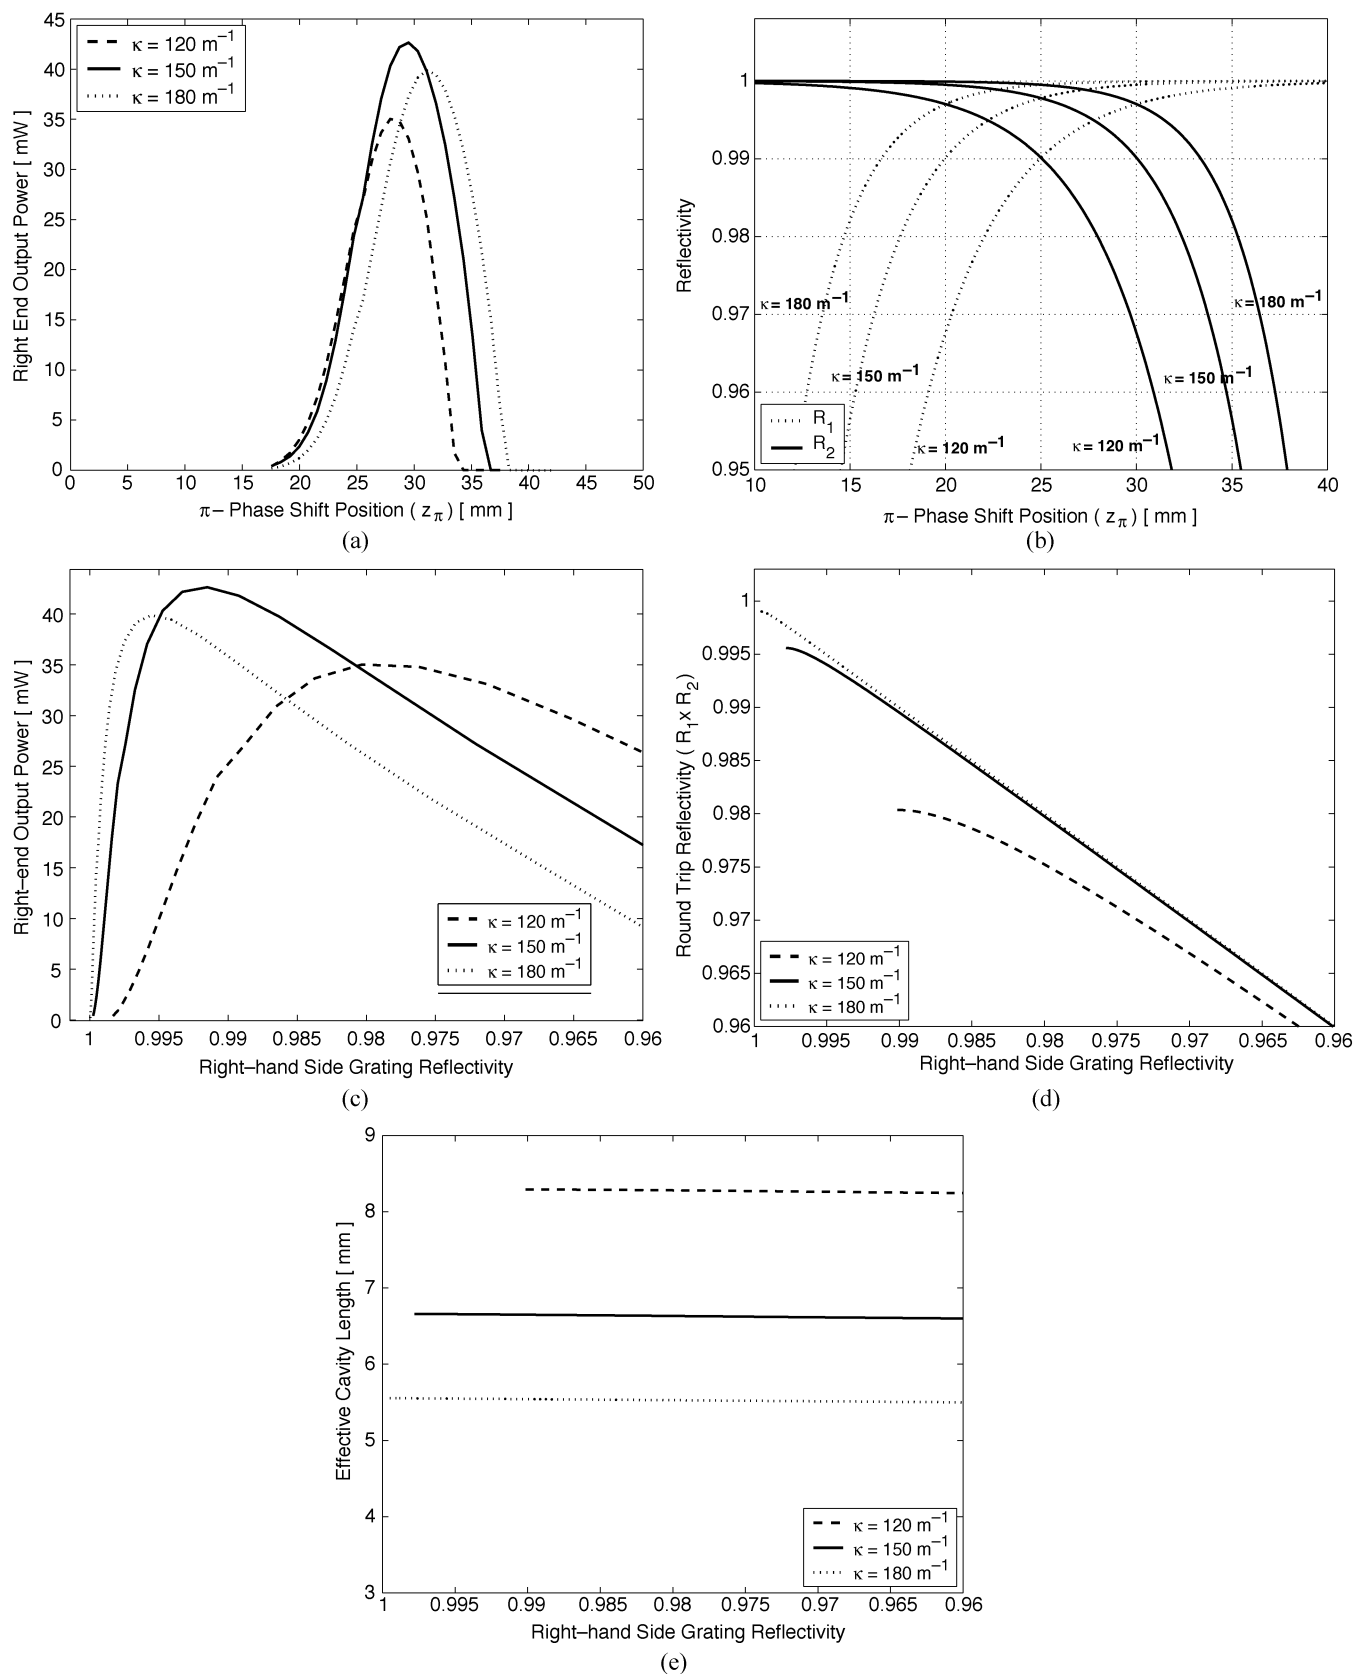 45
40
35
30
25
20
15
10
5
0
κ = 120 m⁻¹
κ = 150 m⁻¹
κ = 180 m⁻¹
Right End Output Power [ mW ]
0 5 10 15 20 25 30 35 40 45 50
π– Phase Shift Position ( zπ ) [ mm ]
(a)
1
0.99
0.98
0.97
0.96
0.95
Reflectivity
κ = 180 m⁻¹
κ = 180 m⁻¹
κ = 150 m⁻¹
κ = 150 m⁻¹
κ = 120 m⁻¹
κ = 120 m⁻¹
R₁
R₂
10 15 20 25 30 35 40
π– Phase Shift Position ( zπ ) [ mm ]
(b)
40
35
30
25
20
15
10
5
0
Right–end Output Power [ mW ]
κ = 120 m⁻¹
κ = 150 m⁻¹
κ = 180 m⁻¹
1 0.995 0.99 0.985 0.98 0.975 0.97 0.965 0.96
Right–hand Side Grating Reflectivity
(c)
1
0.995
0.99
0.985
0.98
0.975
0.97
0.965
0.96
Round Trip Reflectivity ( R₁x R₂)
κ = 120 m⁻¹
κ = 150 m⁻¹
κ = 180 m⁻¹
1 0.995 0.99 0.985 0.98 0.975 0.97 0.965 0.96
Right–hand Side Grating Reflectivity
(d)
9
8
7
6
5
4
3
Effective Cavity Length [ mm ]
κ = 120 m⁻¹
κ = 150 m⁻¹
κ = 180 m⁻¹
1 0.995 0.99 0.985 0.98 0.975 0.97 0.965 0.96
Right–hand Side Grating Reflectivity
(e)